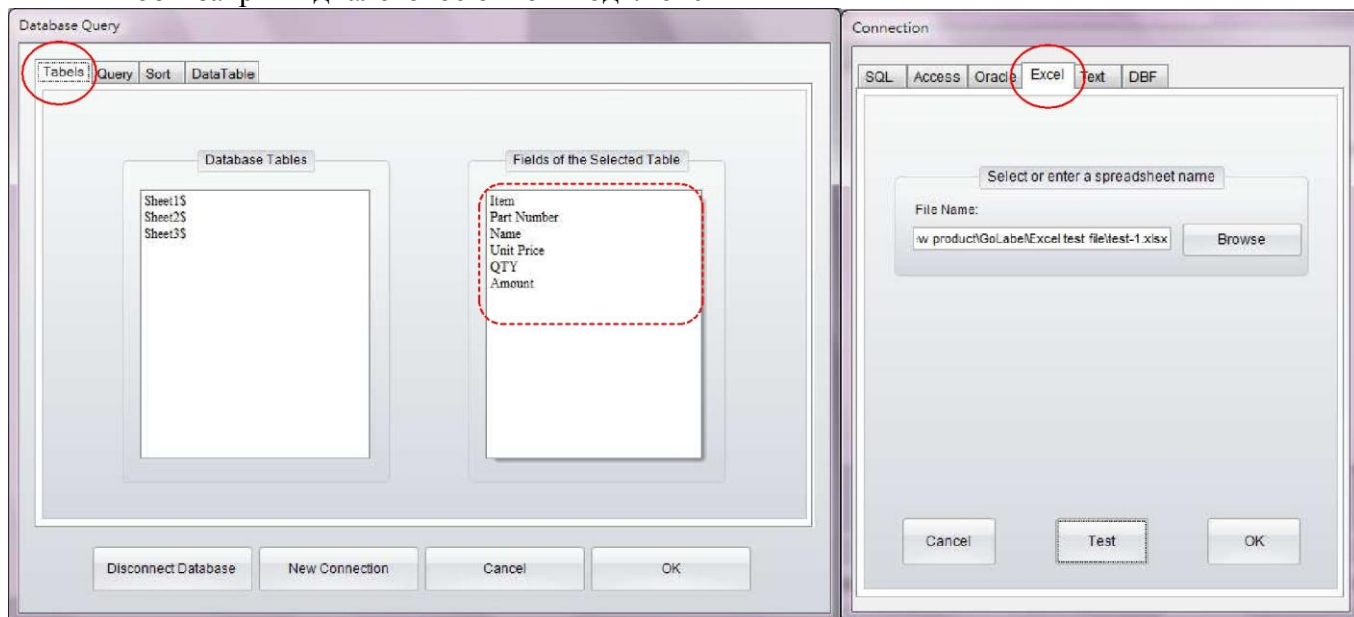 Database Query
Tabels Query Sort DataTable
Database Tables
Sheet1$
Sheet2$
Sheet3$
Fields of the Selected Table
Item
Part Number
Name
Unit Price
QTY
Amount
Disconnect Database New Connection Cancel OK
Connection
SQL Access Oracle Excel Text DBF
Select or enter a spreadsheet name
File Name:
product\GoLabel\Excel test file\test-1.xlsx Browse
Cancel Test OK